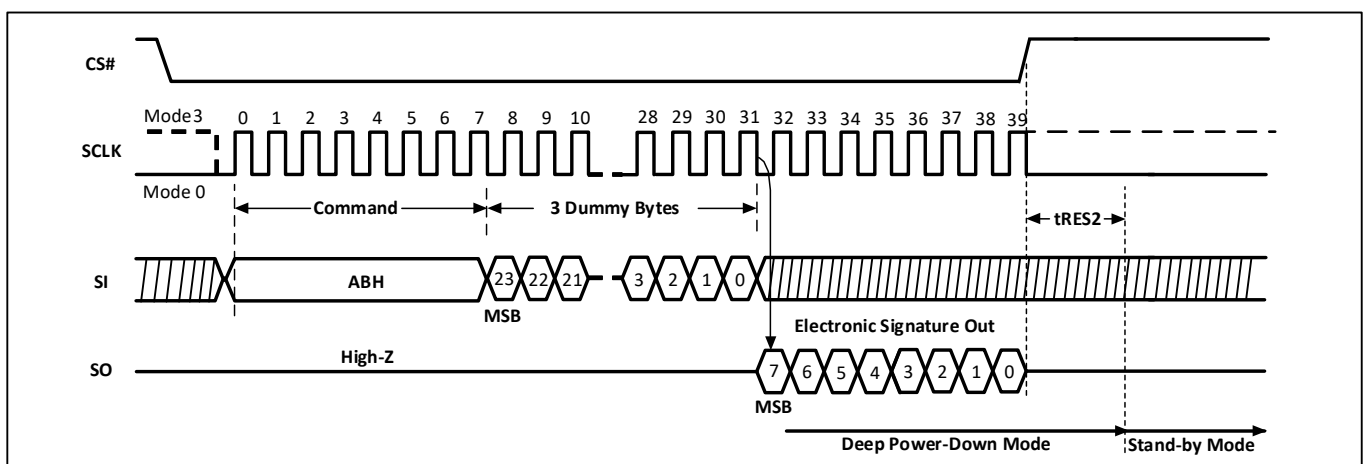 CS#
Mode3
0 1 2 3 4 5 6 7 8 9 10 28 29 30 31 32 33 34 35 36 37 38 39
SCLK
Mode 0
Command
3 Dummy Bytes
tRES2
SI
ABH
23 22 21 3 2 1 0
MSB
Electronic Signature Out
High-Z
SO
7 6 5 4 3 2 1 0
MSB
Deep Power-Down Mode
Stand-by Mode